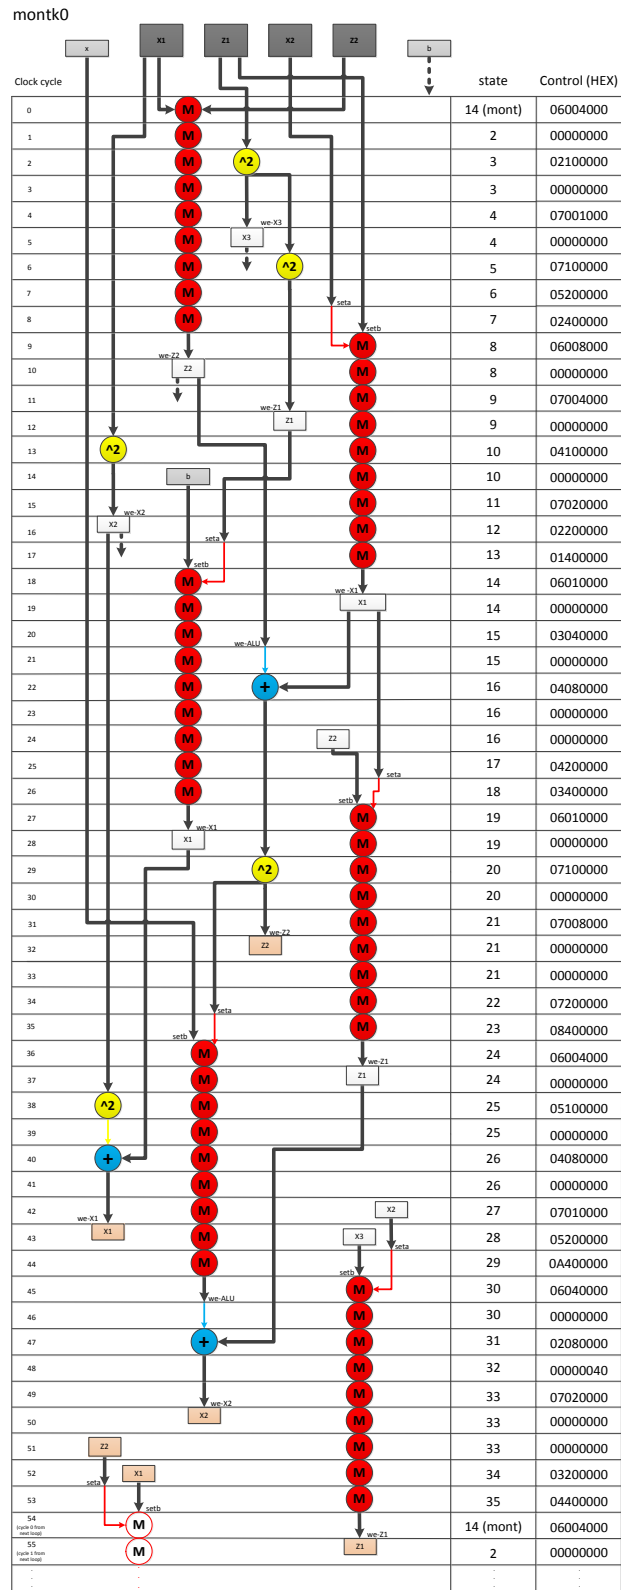 montk0
x X1 Z1 X2 Z2 b
Clock cycle state Control (HEX)
0 M 14 (mont) 06004000
1 M 2 00000000
2 M ^2 3 02100000
3 M 3 00000000
4 M we-X3 4 07001000
5 M X3 4 00000000
6 M ^2 5 07100000
7 M seta 6 05200000
8 M setb 7 02400000
9 we-Z2 M 8 06008000
10 Z2 M 8 00000000
11 we-Z1 M 9 07004000
12 Z1 M 9 00000000
13 ^2 M 10 04100000
14 b M 10 00000000
15 we-X2 M 11 07020000
16 X2 seta M 12 02200000
17 setb M 13 01400000
18 M we-X1 14 06010000
19 M X1 14 00000000
20 M we-ALU 15 03040000
21 M 15 00000000
22 M + 16 04080000
23 M 16 00000000
24 M Z2 16 00000000
25 M seta 17 04200000
26 M setb 18 03400000
27 we-X1 M 19 06010000
28 X1 M 19 00000000
29 ^2 M 20 07100000
30 M 20 00000000
31 we-Z2 M 21 07008000
32 Z2 M 21 00000000
33 M 21 00000000
34 seta M 22 07200000
35 setb M 23 08400000
36 M we-Z1 24 06004000
37 M Z1 24 00000000
38 ^2 M 25 05100000
39 M 25 00000000
40 + M 26 04080000
41 M 26 00000000
42 we-X1 M X2 27 07010000
43 X1 M X3 seta 28 05200000
44 M setb 29 0A400000
45 we-ALU M 30 06040000
46 M 30 00000000
47 + M 31 02080000
48 M 32 00000040
49 we-X2 M 33 07020000
50 X2 M 33 00000000
51 Z2 M 33 00000000
52 seta X1 M 34 03200000
53 setb M 35 04400000
54 (cycle 0 from next loop) M we-Z1 14 (mont) 06004000
55 (cycle 1 from next loop) M Z1 2 00000000